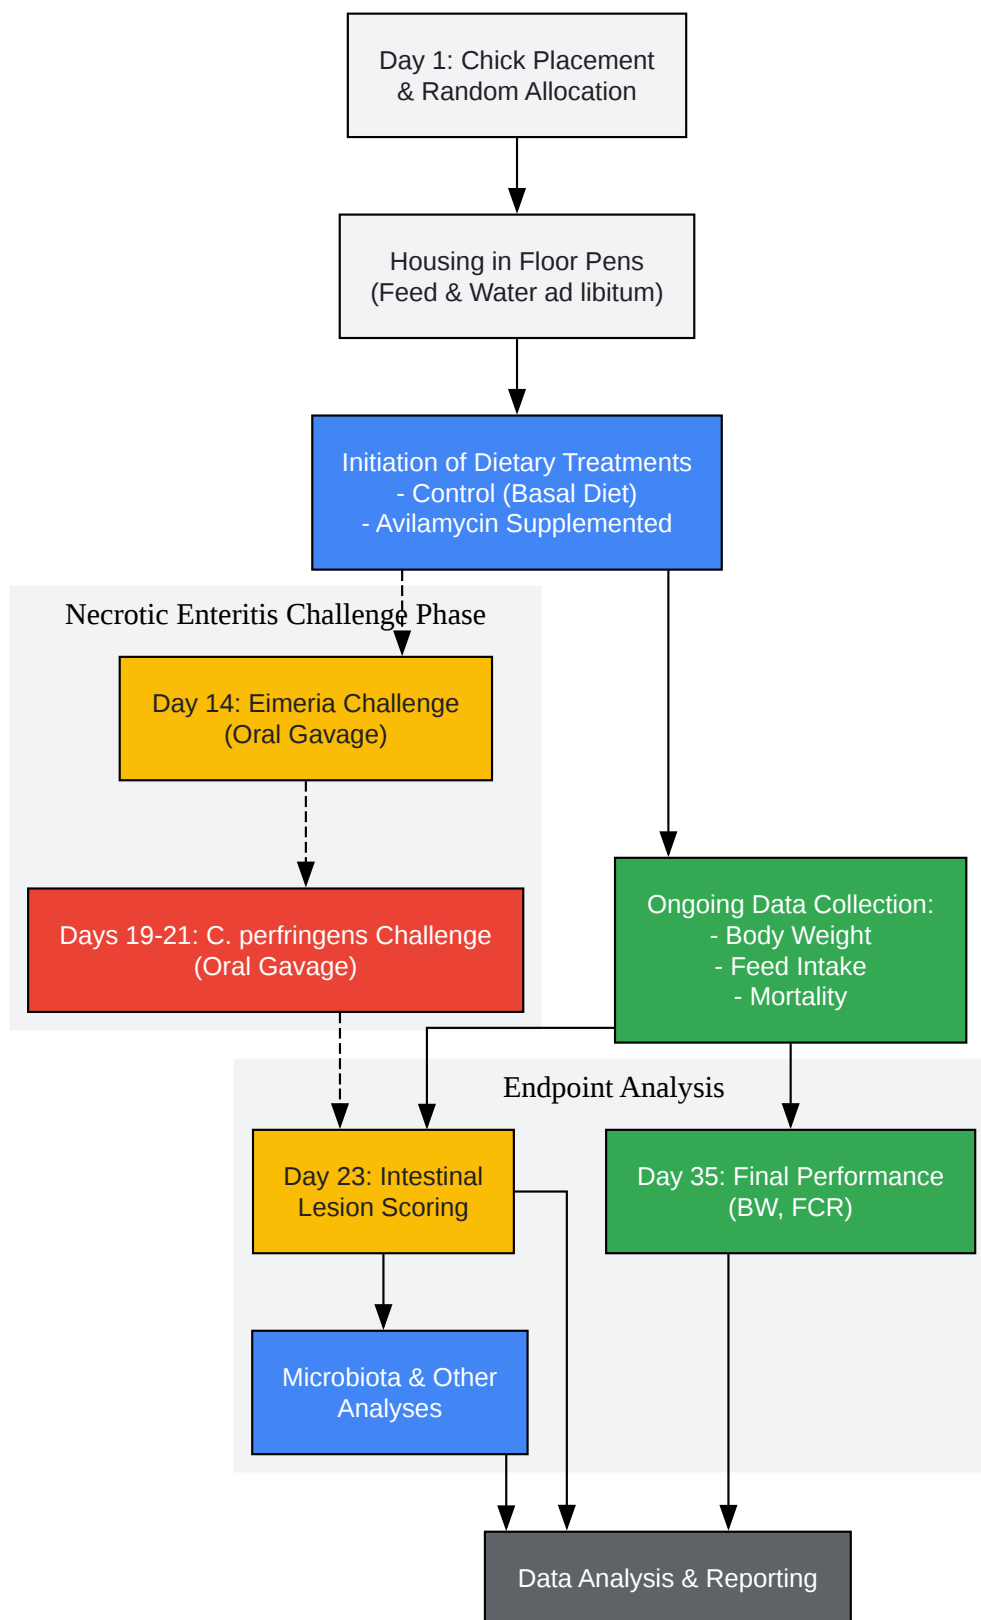 Day 1: Chick Placement
& Random Allocation
Housing in Floor Pens
(Feed & Water ad libitum)
Initiation of Dietary Treatments
- Control (Basal Diet)
- Avilamycin Supplemented
Necrotic Enteritis Challenge Phase
Day 14: Eimeria Challenge
(Oral Gavage)
Days 19-21: C. perfringens Challenge
(Oral Gavage)
Ongoing Data Collection:
- Body Weight
- Feed Intake
- Mortality
Endpoint Analysis
Day 23: Intestinal
Lesion Scoring
Day 35: Final Performance
(BW, FCR)
Microbiota & Other
Analyses
Data Analysis & Reporting